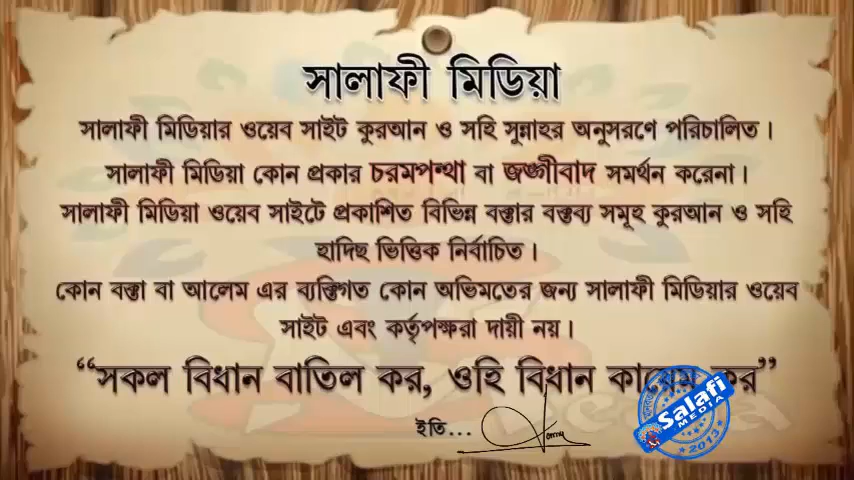 সালাফী মিডিয়া
সালাফী মিডিয়ার ওয়েব সাইট কুরআন ও সহি সুন্নাহর অনুসরণে পরিচালিত।
সালাফী মিডিয়া কোন প্রকার চরমপন্থা বা জঙ্গীবাদ সমর্থন করেনা।
সালাফী মিডিয়া ওয়েব সাইটে প্রকাশিত বিভিন্ন বক্তার বক্তব্য সমূহ কুরআন ও সহি
হাদিছ ভিত্তিক নির্বাচিত।
কোন বক্তা বা আলেম এর ব্যক্তিগত কোন অভিমতের জন্য সালাফী মিডিয়ার ওয়েব
সাইট এবং কর্তৃপক্ষরা দায়ী নয়।
“সকল বিধান বাতিল কর, ওহি বিধান কায়েম কর”
ইতি...
Salafi
MEDIA
2013